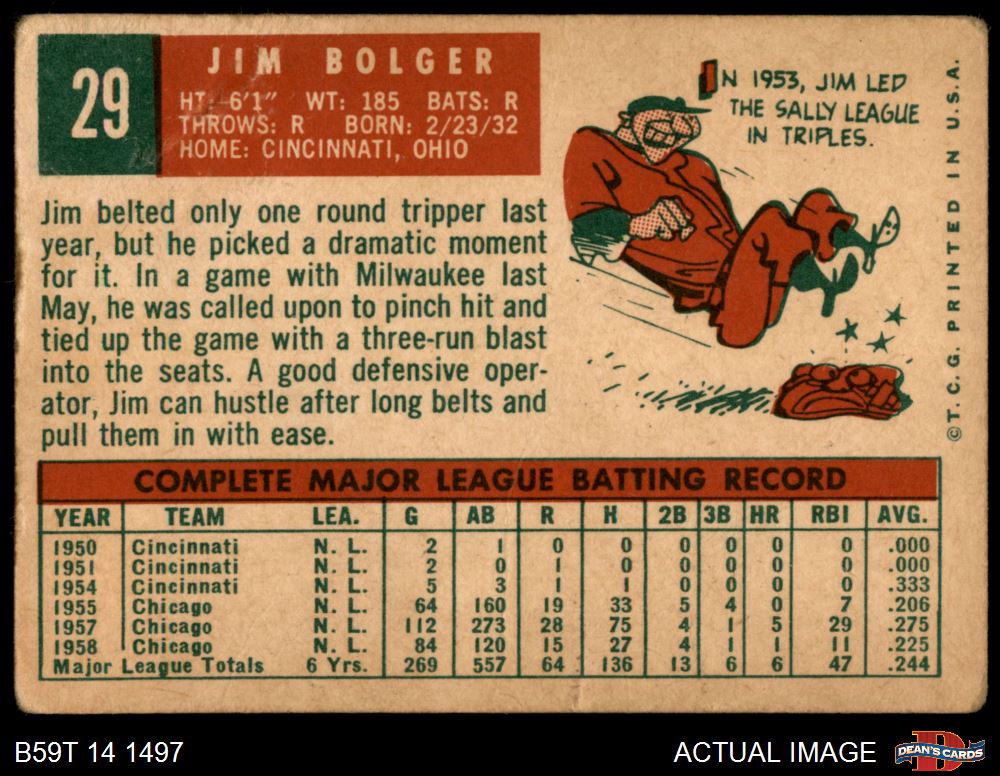 29
JIM BOLGER
HT: 6'1" WT: 185 BATS: R
THROWS: R BORN: 2/23/32
HOME: CINCINNATI, OHIO
IN 1953, JIM LED
THE SALLY LEAGUE
IN TRIPLES.
Jim belted only one round tripper last
year, but he picked a dramatic moment
for it. In a game with Milwaukee last
May, he was called upon to pinch hit and
tied up the game with a three-run blast
into the seats. A good defensive oper-
ator, Jim can hustle after long belts and
pull them in with ease.
©T. C. G. PRINTED IN U.S.A.
COMPLETE MAJOR LEAGUE BATTING RECORD
YEAR TEAM LEA. G AB R H 2B 3B HR RBI AVG.
1950 Cincinnati N. L. 2 1 0 0 0 0 0 0 .000
1951 Cincinnati N. L. 2 0 1 0 0 0 0 0 .000
1954 Cincinnati N. L. 5 3 1 1 0 0 0 0 .333
1955 Chicago N. L. 64 160 19 33 5 4 0 7 .206
1957 Chicago N. L. 112 273 28 75 4 1 5 29 .275
1958 Chicago N. L. 84 120 15 27 4 1 1 11 .225
Major League Totals 6 Yrs. 269 557 64 136 13 6 6 47 .244
B59T 14 1497
ACTUAL IMAGE
D
DEAN'S CARDS